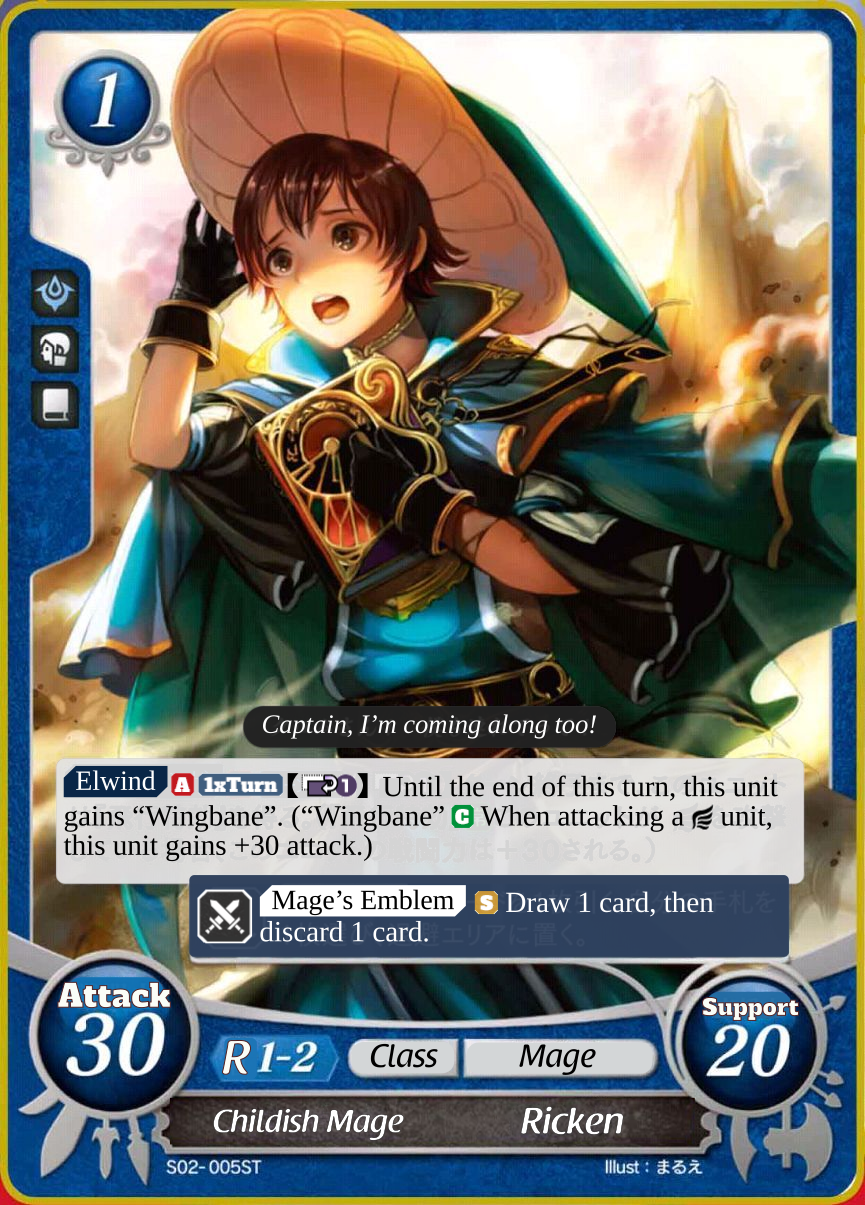 1
Captain, I'm coming along too!
Elwind A 1xTurn 【1】 Until the end of this turn, this unit
gains “Wingbane”. (“Wingbane” C When attacking a unit,
this unit gains +30 attack.)
Mage’s Emblem S Draw 1 card, then
discard 1 card.
Attack
30
R 1-2
Class
Mage
Support
20
Childish Mage
Ricken
S02-005ST
Illust : まるえ